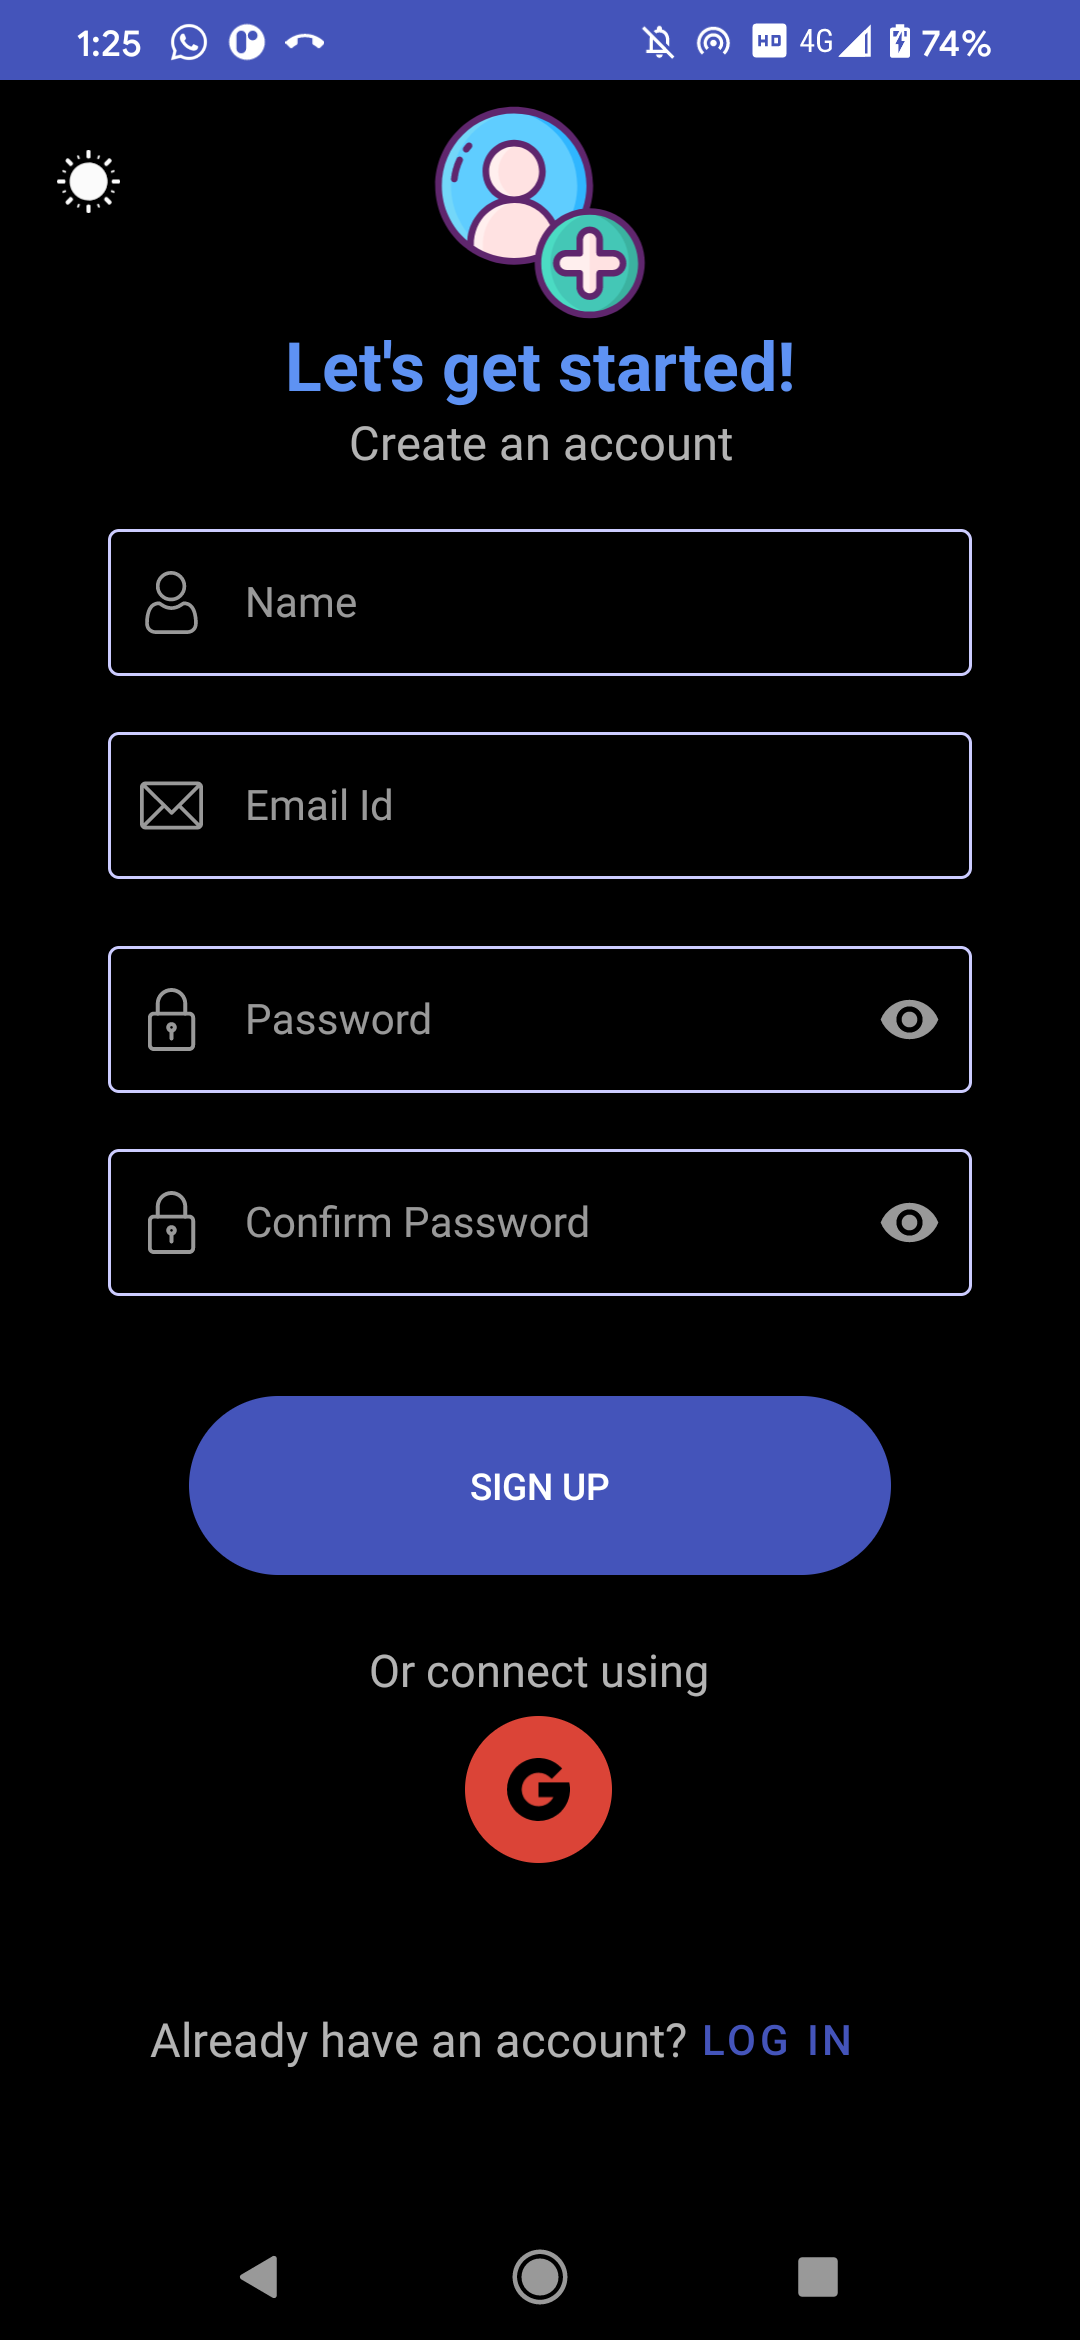 1:25 HD 4G 74%
Let's get started!
Create an account
Name
Email Id
Password
Confirm Password
SIGN UP
Or connect using
G
Already have an account? LOG IN